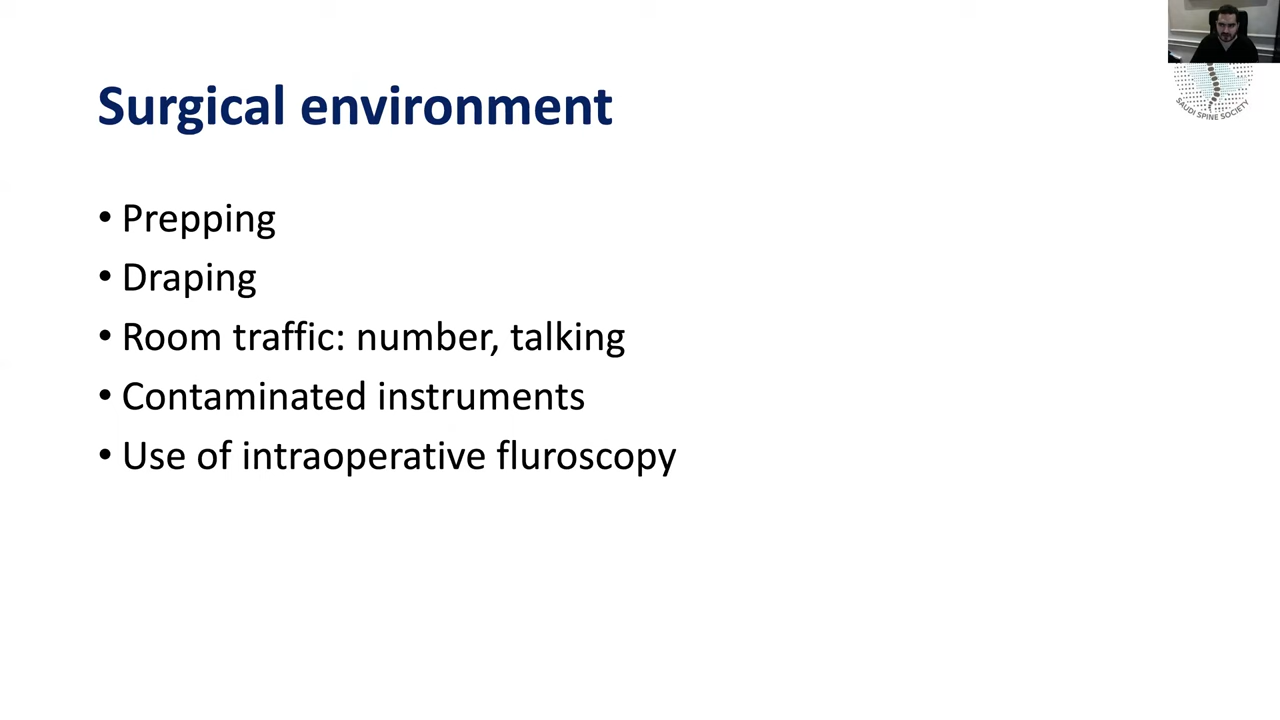 Surgical environment
SAUDI SPINE SOCIETY
• Prepping
• Draping
• Room traffic: number, talking
• Contaminated instruments
• Use of intraoperative fluroscopy